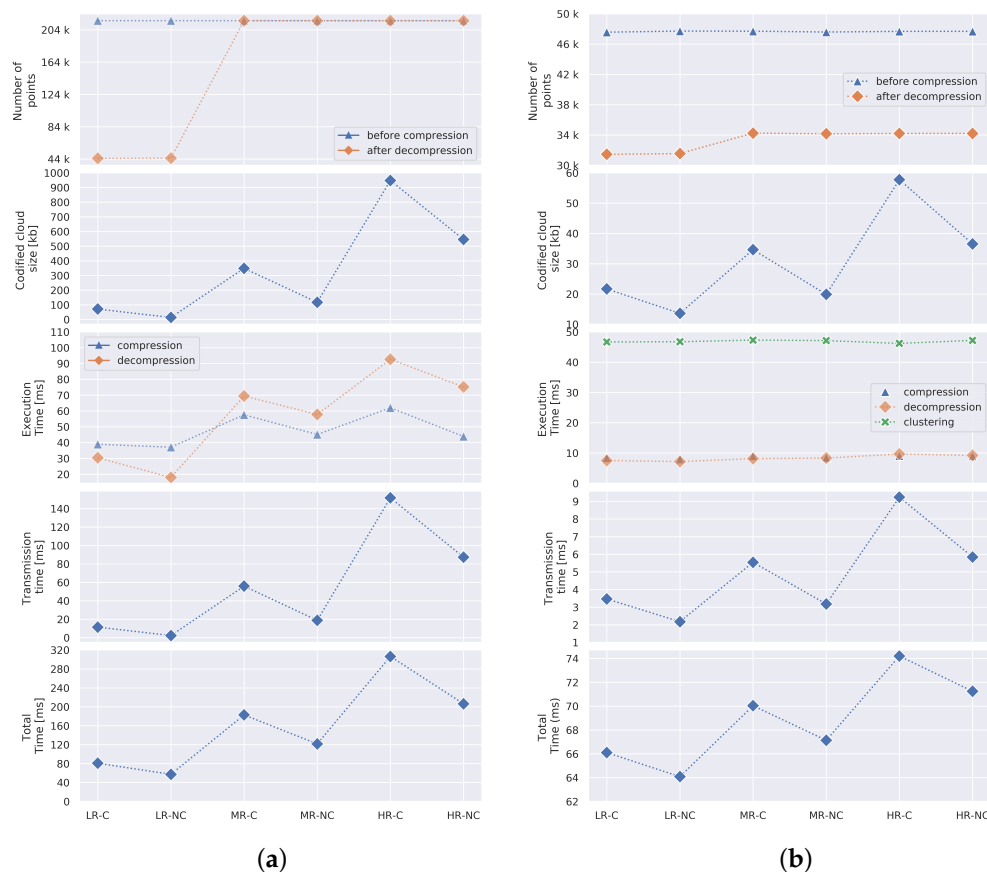 204 k
164 k
124 k
84 k
44 k
Number of
points
before compression
after decompression
1000
900
800
700
600
500
400
300
200
100
0
Codified cloud
size [kb]
110
100
90
80
70
60
50
40
30
20
Execution
Time [ms]
compression
decompression
140
120
100
80
60
40
20
0
Transmission
time [ms]
320
280
240
200
160
120
80
40
0
Total
Time [ms]
LR-C LR-NC MR-C MR-NC HR-C HR-NC
(a)
50 k
46 k
42 k
38 k
34 k
30 k
Number of
points
before compression
after decompression
60
50
40
30
20
10
Codified cloud
size [kb]
50
40
30
20
10
0
Execution
Time [ms]
compression
decompression
clustering
9
8
7
6
5
4
3
2
1
Transmission
time [ms]
74
72
70
68
66
64
62
Total
Time (ms)
LR-C LR-NC MR-C MR-NC HR-C HR-NC
(b)